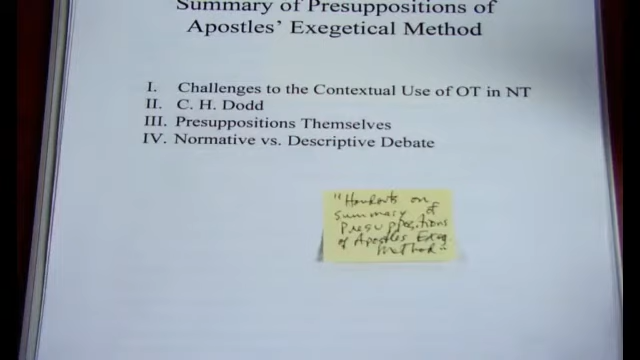 Summary of Presuppositions of
Apostles' Exegetical Method
I. Challenges to the Contextual Use of OT in NT
II. C. H. Dodd
III. Presuppositions Themselves
IV. Normative vs. Descriptive Debate
"Handouts on
summary of
Presuppositions
of Apostles Exeg.
Method"